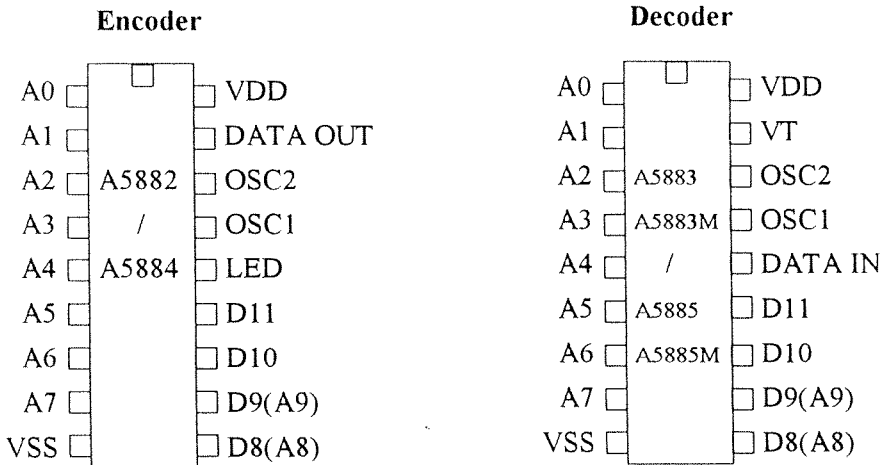 Encoder
A0 VDD
A1 DATA OUT
A2 A5882 OSC2
A3 / OSC1
A4 A5884 LED
A5 D11
A6 D10
A7 D9(A9)
VSS D8(A8)
Decoder
A0 VDD
A1 VT
A2 A5883 OSC2
A3 A5883M OSC1
A4 / DATA IN
A5 A5885 D11
A6 A5885M D10
A7 D9(A9)
VSS D8(A8)